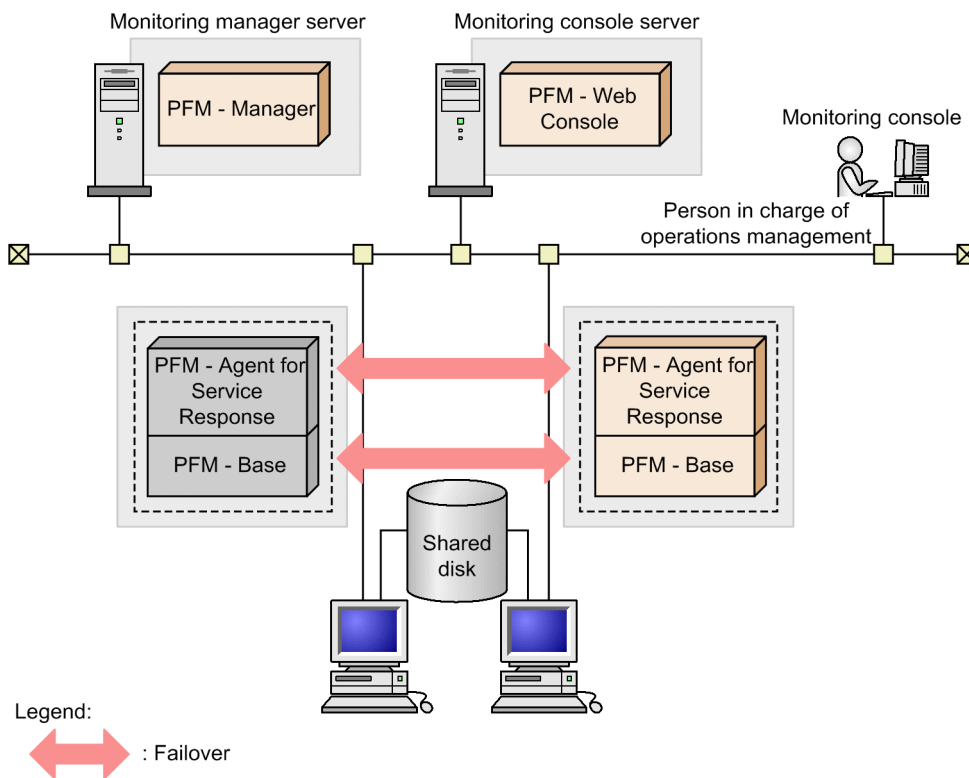 Monitoring manager server
Monitoring console server
PFM - Manager
PFM - Web
Console
Monitoring console
Person in charge of
operations management
PFM - Agent for
Service
Response
PFM - Base
PFM - Agent for
Service
Response
PFM - Base
Shared
disk
Legend:
: Failover